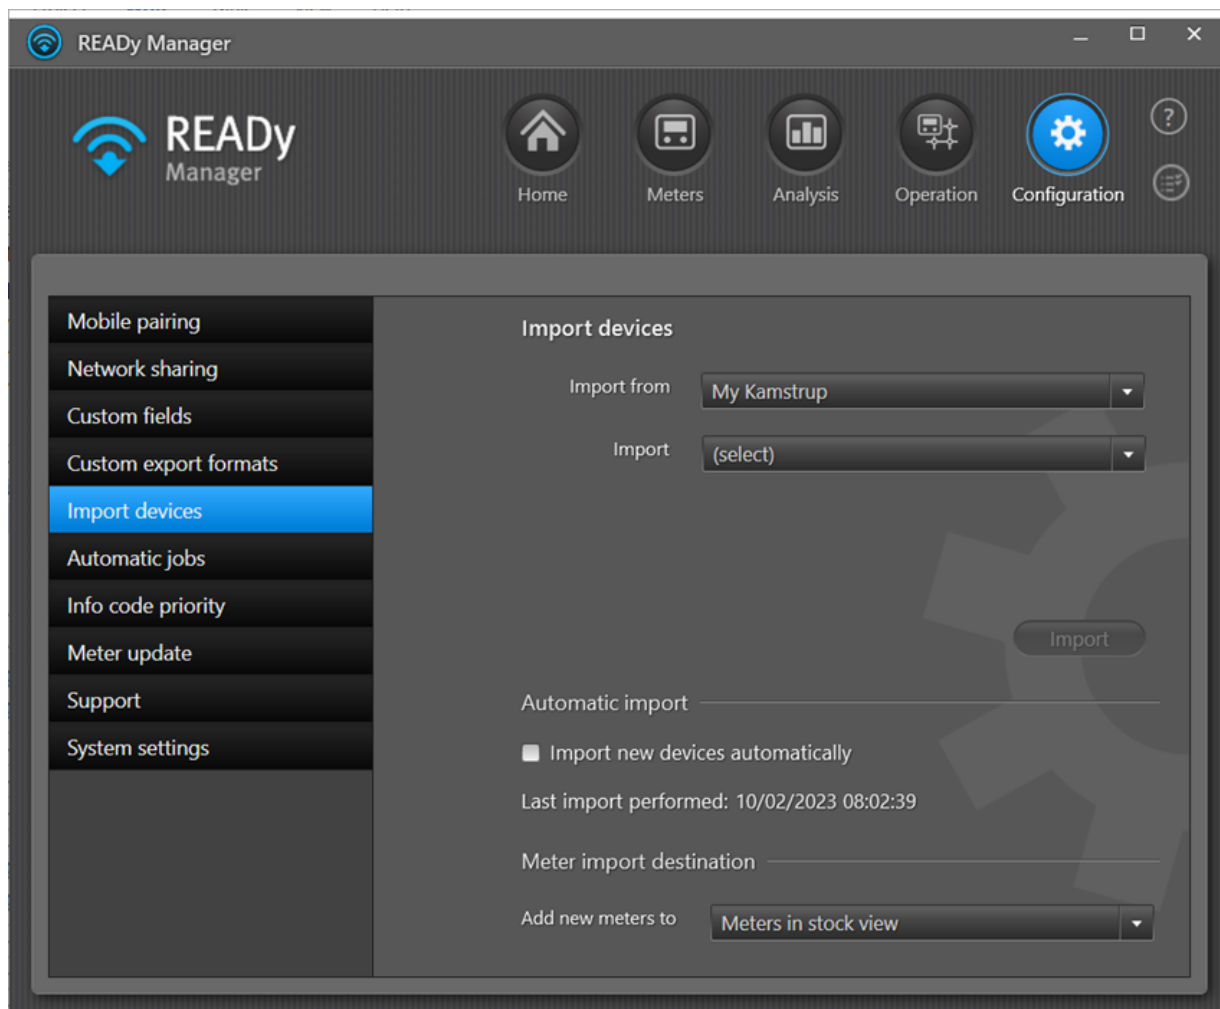 READy Manager
READy
Manager
?
Home
Meters
Analysis
Operation
Configuration
Mobile pairing
Network sharing
Custom fields
Custom export formats
Import devices
Automatic jobs
Info code priority
Meter update
Support
System settings
Import devices
Import from
My Kamstrup
Import
(select)
Import
Automatic import
Import new devices automatically
Last import performed: 10/02/2023 08:02:39
Meter import destination
Add new meters to
Meters in stock view